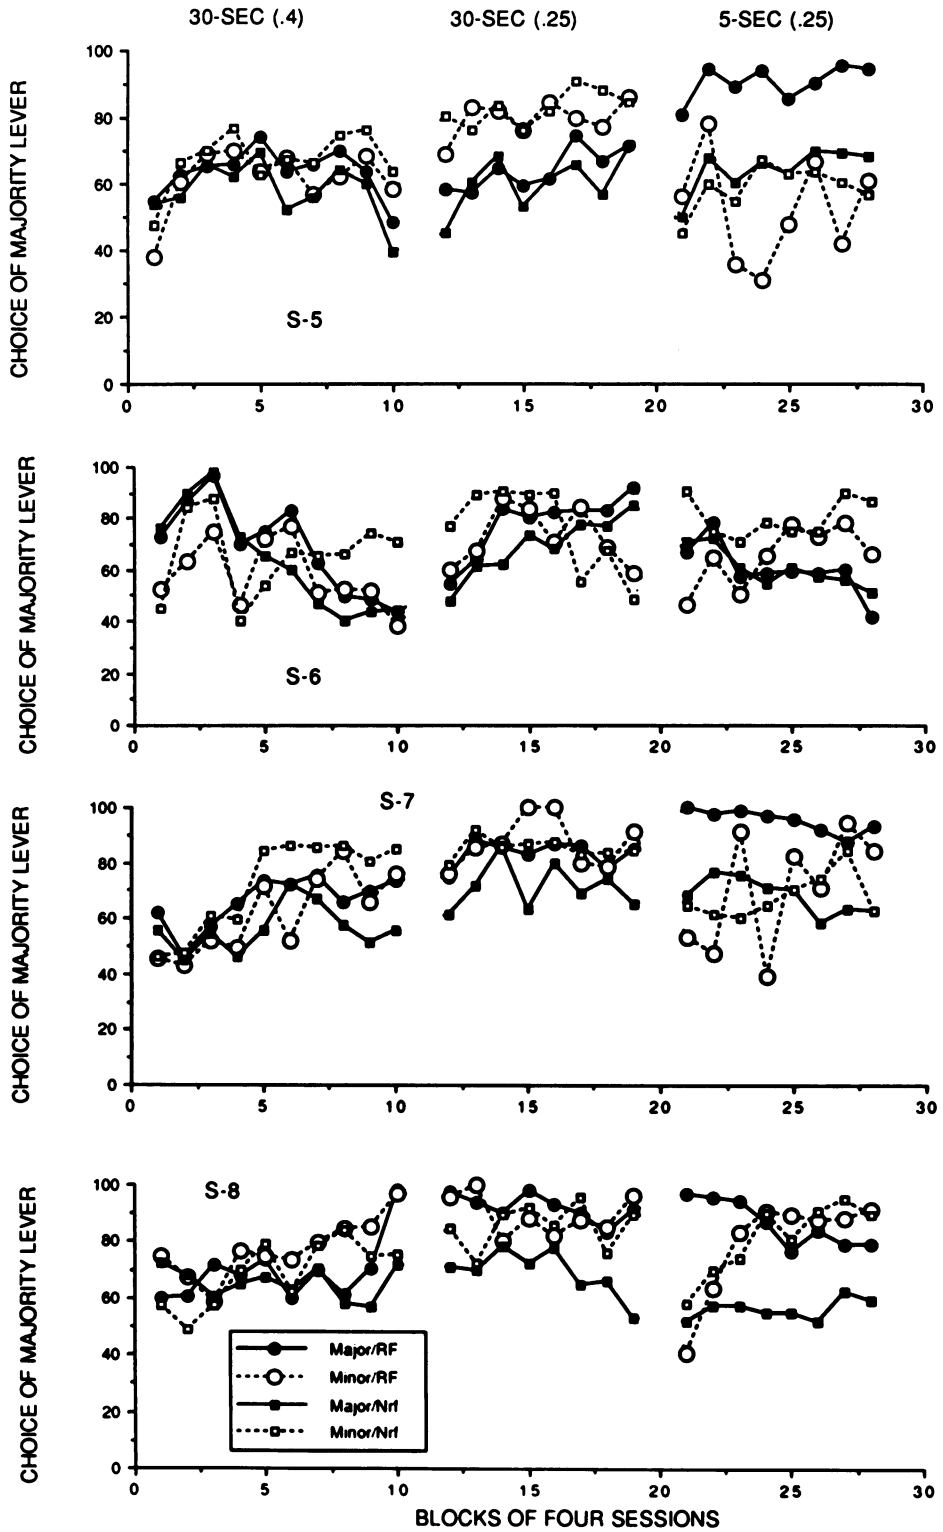 30-SEC (.4) 30-SEC (.25) 5-SEC (.25)
CHOICE OF MAJORITY LEVER
100
80
60
40
20
0
S-5
0 5 10 15 20 25 30
CHOICE OF MAJORITY LEVER
100
80
60
40
20
0
S-6
0 5 10 15 20 25 30
S-7
CHOICE OF MAJORITY LEVER
100
80
60
40
20
0
0 5 10 15 20 25 30
S-8
CHOICE OF MAJORITY LEVER
100
80
60
40
20
0
Major/RF
Minor/RF
Major/Nrf
Minor/Nrf
0 5 10 15 20 25 30
BLOCKS OF FOUR SESSIONS